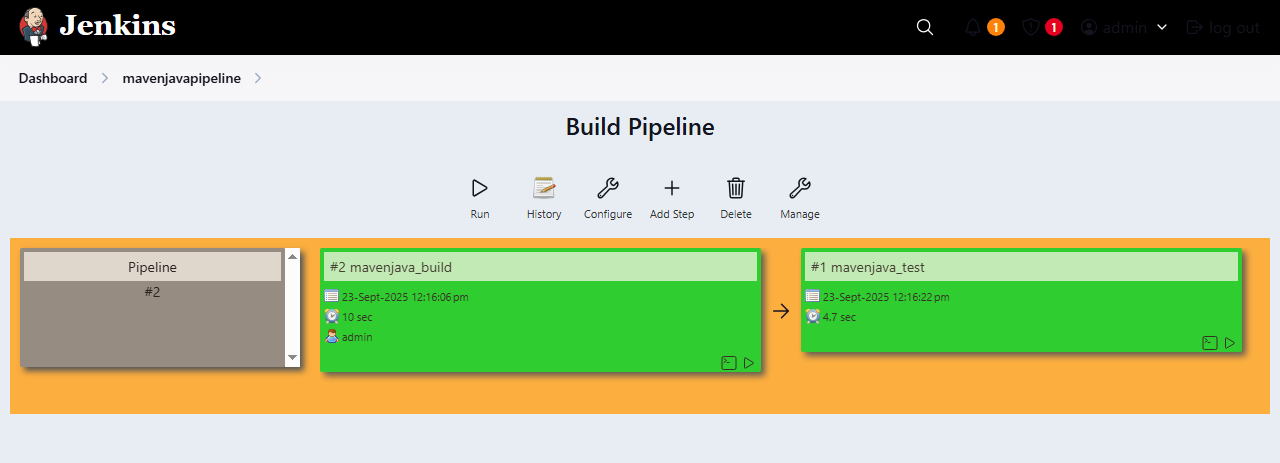 Jenkins
1
1
admin
log out
Dashboard
mavenjavapipeline
Build Pipeline
Run
History
Configure
Add Step
Delete
Manage
Pipeline
#2
#2 mavenjava_build
23-Sept-2025 12:16:06 pm
10 sec
admin
#1 mavenjava_test
23-Sept-2025 12:16:22 pm
4.7 sec